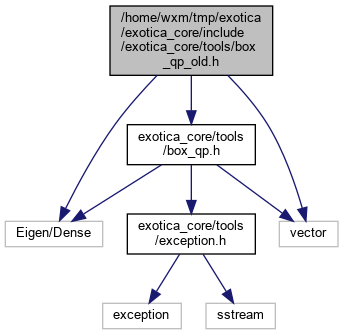 /home/wxm/tmp/exotica
/exotica_core/include
/exotica_core/tools/box
_qp_old.h
exotica_core/tools
/box_qp.h
Eigen/Dense
exotica_core/tools
/exception.h
vector
exception
sstream